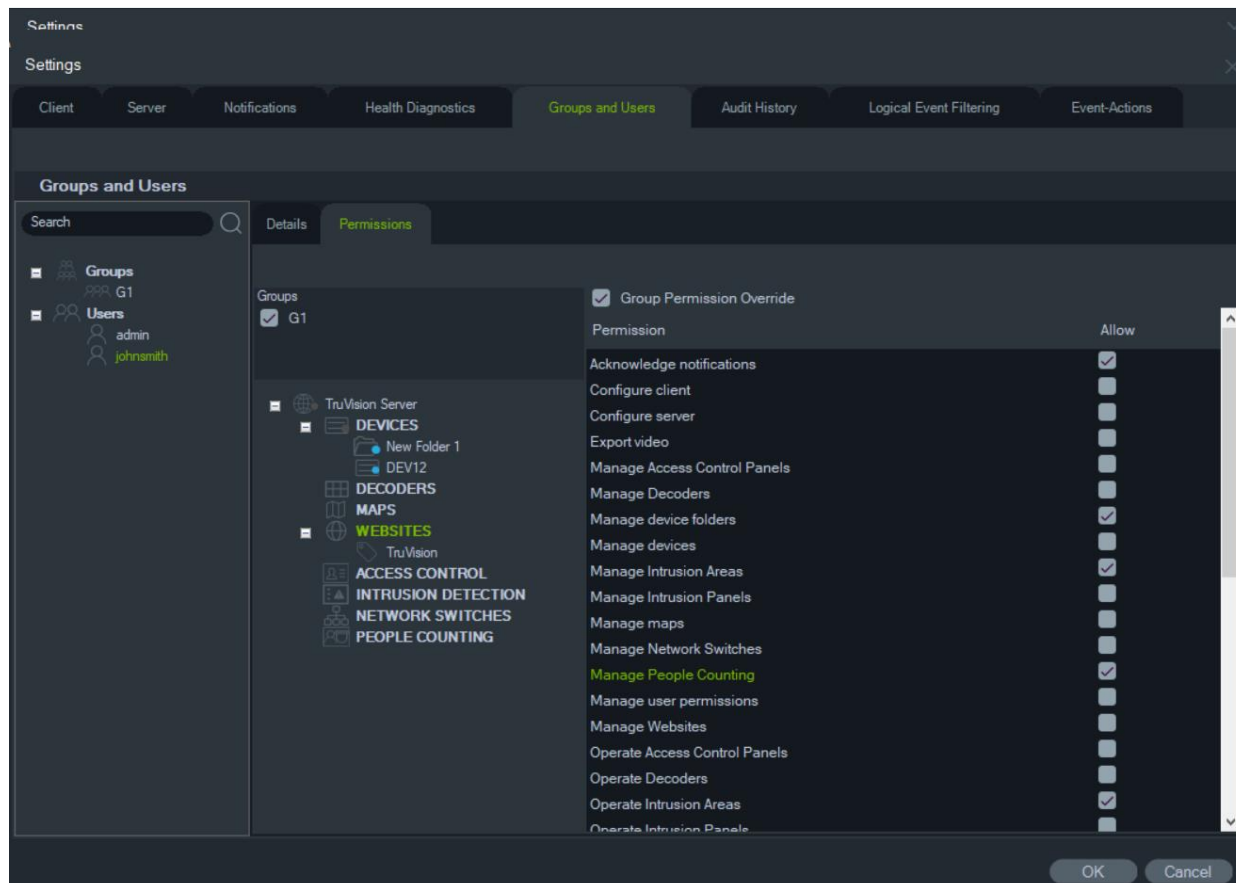 Settings
Settings
Client Server Notifications Health Diagnostics Groups and Users Audit History Logical Event Filtering Event-Actions
Groups and Users
Search
Groups
G1
Users
admin
johnsmith
Details Permissions
Groups
G1
TruVision Server
DEVICES
New Folder 1
DEV12
DECODERS
MAPS
WEBSITES
TruVision
ACCESS CONTROL
INTRUSION DETECTION
NETWORK SWITCHES
PEOPLE COUNTING
Group Permission Override
Permission Allow
Acknowledge notifications
Configure client
Configure server
Export video
Manage Access Control Panels
Manage Decoders
Manage device folders
Manage devices
Manage Intrusion Areas
Manage Intrusion Panels
Manage maps
Manage Network Switches
Manage People Counting
Manage user permissions
Manage Websites
Operate Access Control Panels
Operate Decoders
Operate Intrusion Areas
Operate Intrusion Panels
OK Cancel